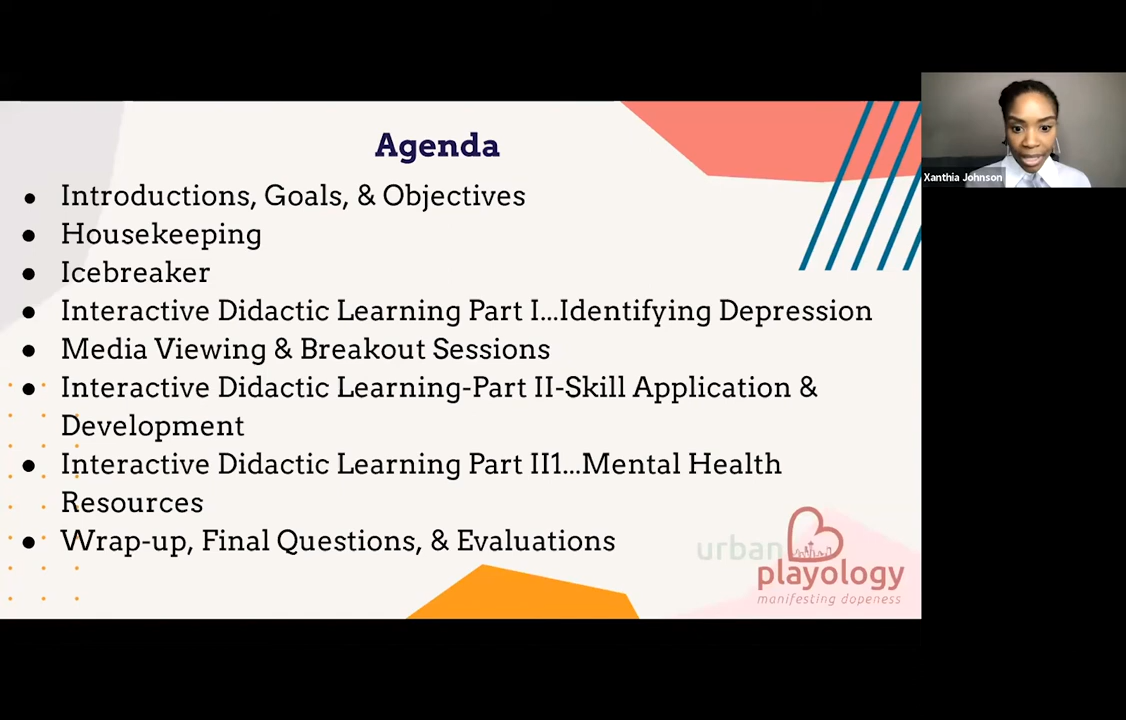 Agenda
● Introductions, Goals, & Objectives
● Housekeeping
● Icebreaker
● Interactive Didactic Learning Part I...Identifying Depression
● Media Viewing & Breakout Sessions
● Interactive Didactic Learning-Part II-Skill Application &
Development
● Interactive Didactic Learning Part II1...Mental Health
Resources
● Wrap-up, Final Questions, & Evaluations
urban
playology
manifesting dopeness
Xanthia Johnson